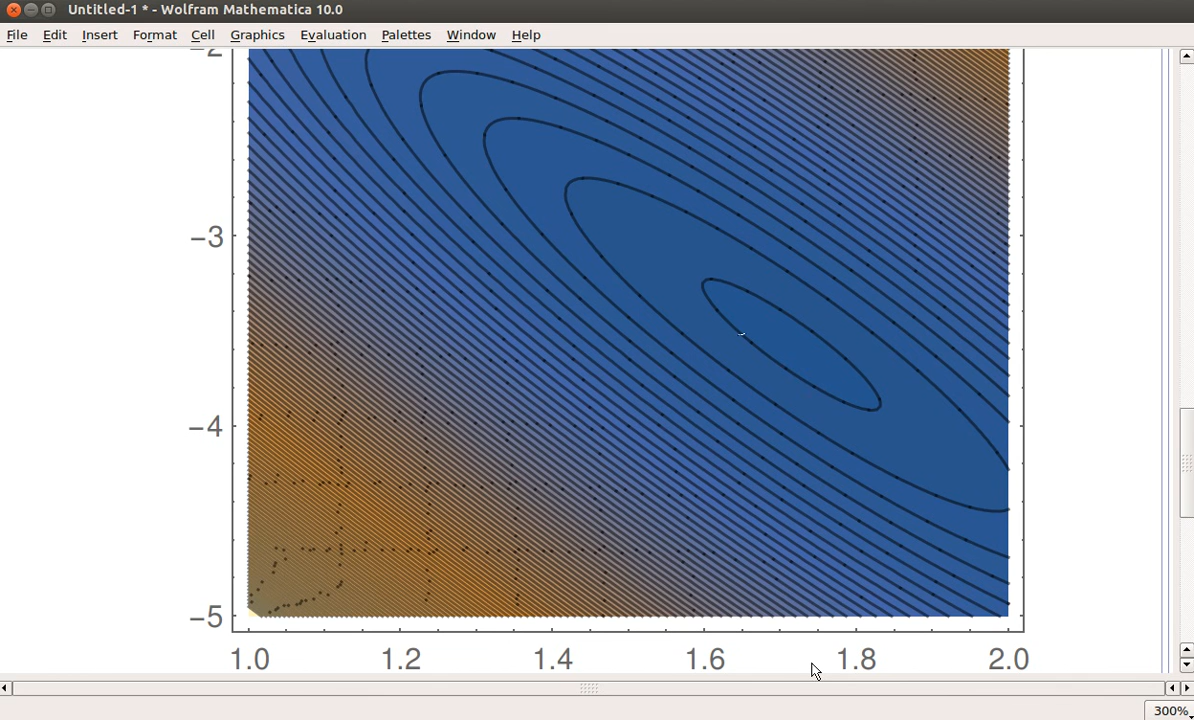 Untitled-1 * - Wolfram Mathematica 10.0
File Edit Insert Format Cell Graphics Evaluation Palettes Window Help
−2
−3
−4
−5
1.0 1.2 1.4 1.6 1.8 2.0
300%